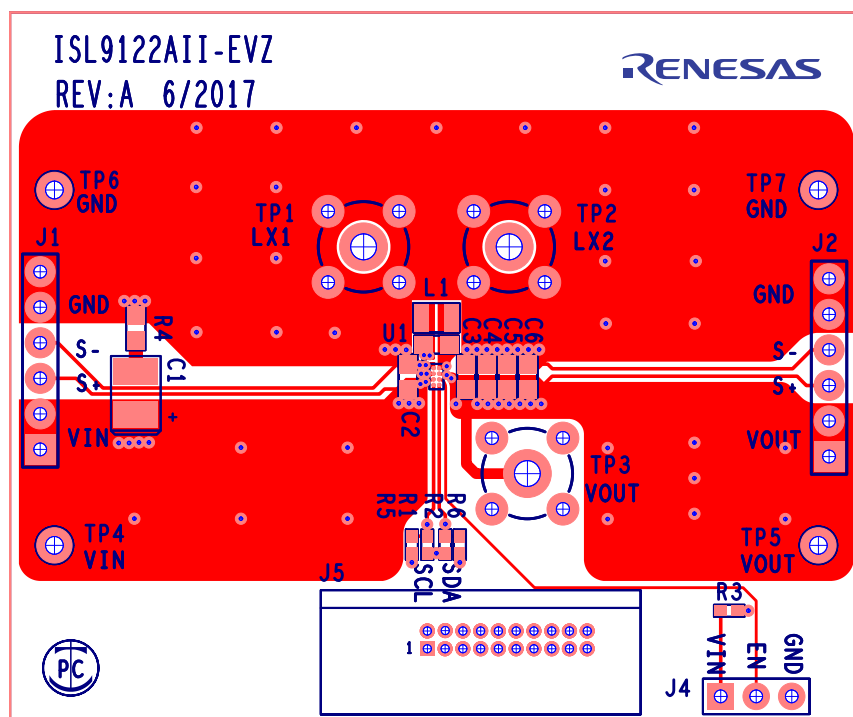 ISL9122AII-EVZ
REV:A 6/2017
RENESAS
TP6
GND
TP1
LX1
TP2
LX2
TP7
GND
J1
J2
GND
S-
S+
VIN
R4
C1
+
L1
U1
C2
C3
C4
C5
C6
GND
S-
S+
VOUT
TP3
VOUT
TP4
VIN
TP5
VOUT
R5
R1
R2
R6
SCL
SDA
J5
1
R3
VIN
EN
GND
J4
PC